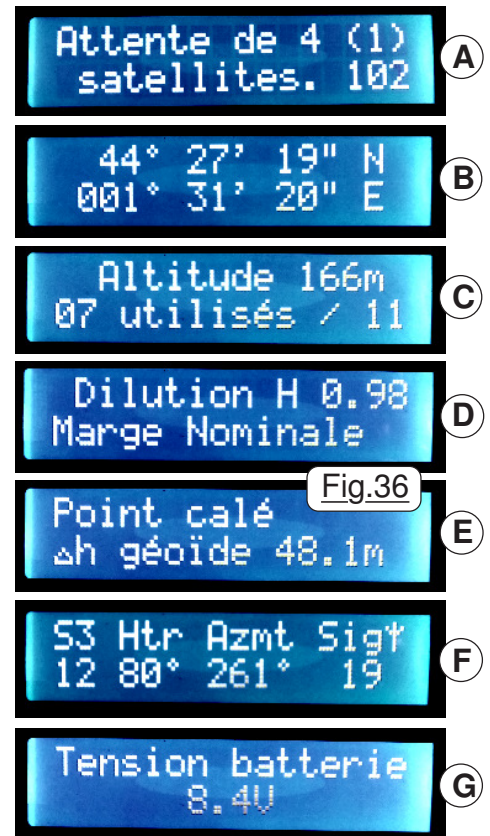 Attente de 4 (1)
satellites. 102
A
44° 27' 19" N
001° 31' 20" E
B
Altitude 166m
07 utilisés / 11
C
Dilution H 0.98
Marge Nominale
D
Fig.36
Point calé
△h géoïde 48.1m
E
S3 Htr Azmt Sig
12 80° 261° 19
F
Tension batterie
8.4V
G